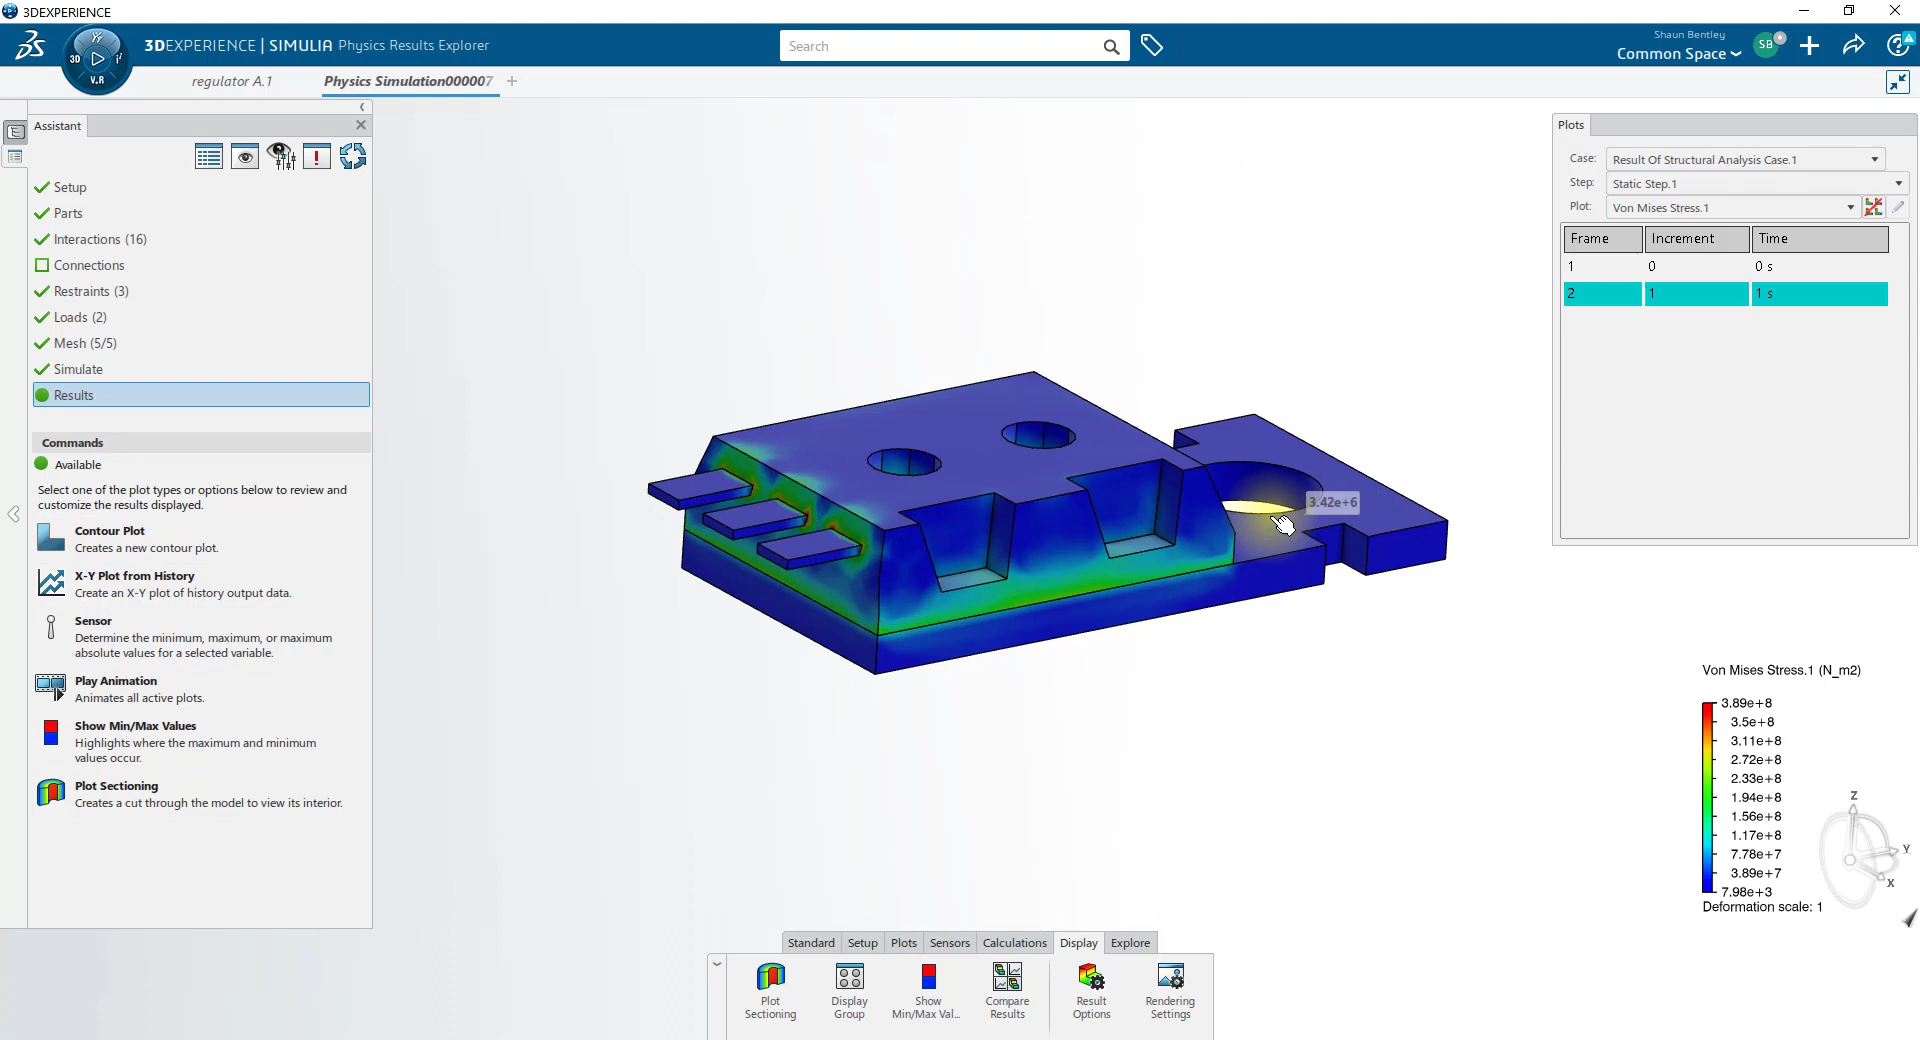 3DEXPERIENCE
3DEXPERIENCE | SIMULIA Physics Results Explorer
Search
Shaun Bentley
Common Space
SB
3D
V.R
regulator A.1
Physics Simulation000007
Assistant
Setup
Parts
Interactions (16)
Connections
Restraints (3)
Loads (2)
Mesh (5/5)
Simulate
Results
Commands
Available
Select one of the plot types or options below to review and
customize the results displayed.
Contour Plot
Creates a new contour plot.
X-Y Plot from History
Create an X-Y plot of history output data.
Sensor
Determine the minimum, maximum, or maximum
absolute values for a selected variable.
Play Animation
Animates all active plots.
Show Min/Max Values
Highlights where the maximum and minimum
values occur.
Plot Sectioning
Creates a cut through the model to view its interior.
3.42e+6
Plots
Case: Result Of Structural Analysis Case.1
Step: Static Step.1
Plot: Von Mises Stress.1
Frame Increment Time
1 0 0 s
2 1 1 s
Von Mises Stress.1 (N_m2)
3.89e+8
3.5e+8
3.11e+8
2.72e+8
2.33e+8
1.94e+8
1.56e+8
1.17e+8
7.78e+7
3.89e+7
7.98e+3
Deformation scale: 1
Z
Y
X
Standard Setup Plots Sensors Calculations Display Explore
Plot
Sectioning
Display
Group
Show
Min/Max Val...
Compare
Results
Result
Options
Rendering
Settings